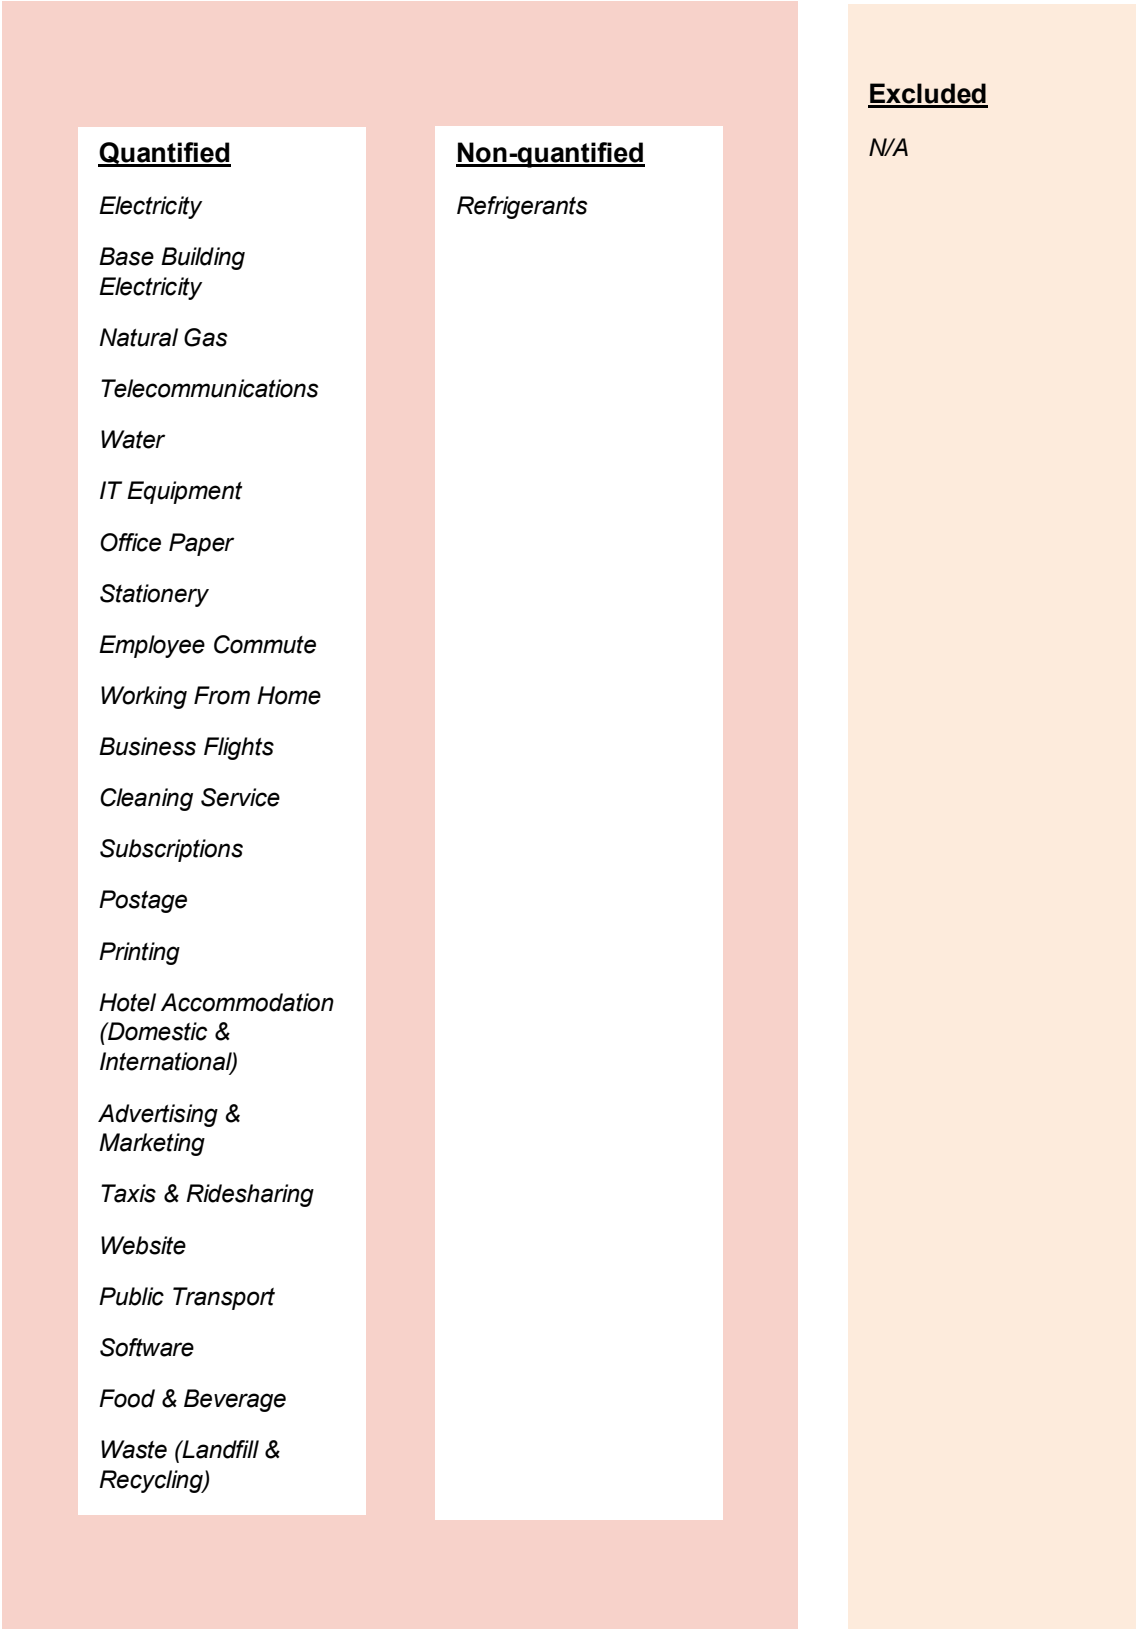 Quantified
Electricity
Base Building
Electricity
Natural Gas
Telecommunications
Water
IT Equipment
Office Paper
Stationery
Employee Commute
Working From Home
Business Flights
Cleaning Service
Subscriptions
Postage
Printing
Hotel Accommodation
(Domestic &
International)
Advertising &
Marketing
Taxis & Ridesharing
Website
Public Transport
Software
Food & Beverage
Waste (Landfill &
Recycling)
Non-quantified
Refrigerants
Excluded
N/A